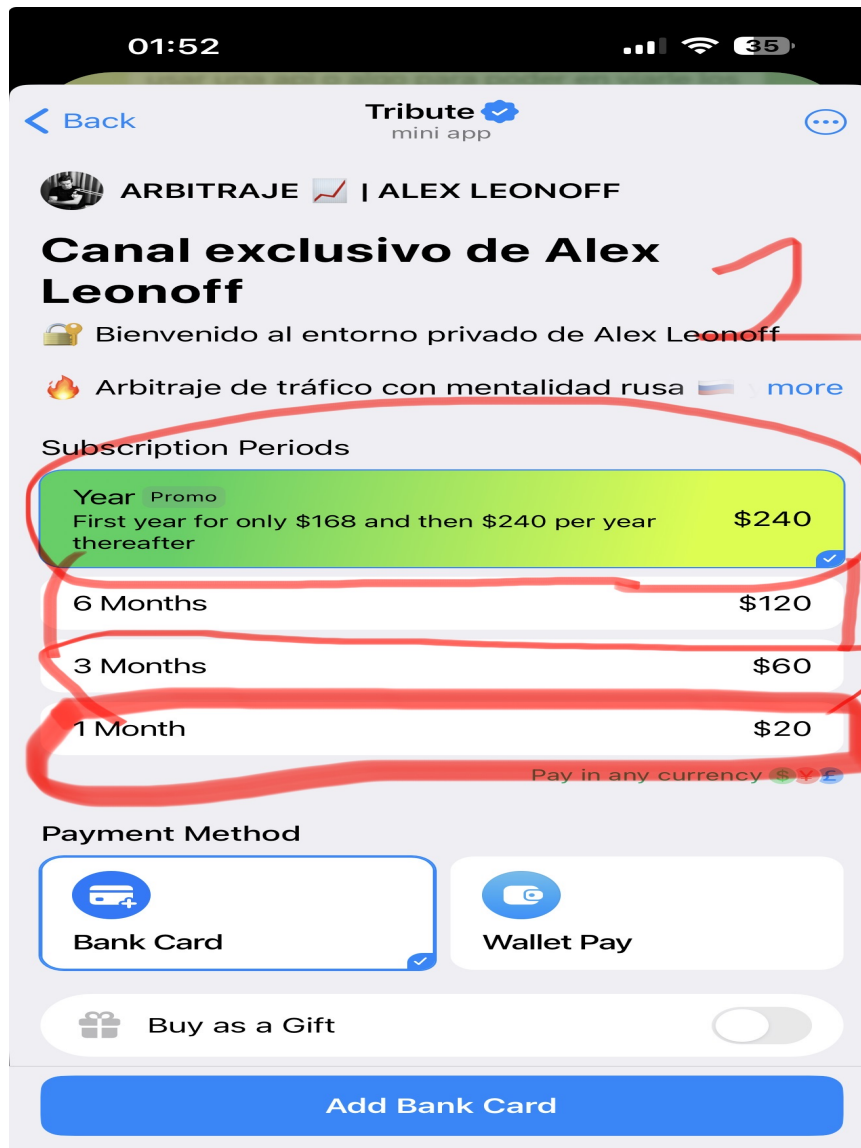 01:52
35
Back
Tribute
mini app
ARBITRAJE 📈 | ALEX LEONOFF
Canal exclusivo de Alex
Leonoff
🔐 Bienvenido al entorno privado de Alex Leonoff
🔥 Arbitraje de tráfico con mentalidad rusa 🇷🇺 y more
Subscription Periods
Year Promo
First year for only $168 and then $240 per year
thereafter
$240
6 Months $120
3 Months $60
1 Month $20
Pay in any currency $ ¥ £
Payment Method
Bank Card
Wallet Pay
Buy as a Gift
Add Bank Card